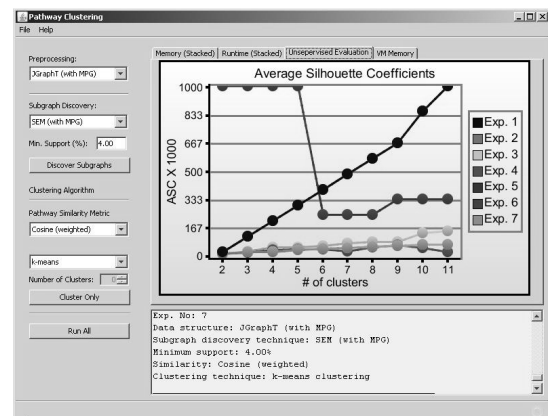 Pathway Clustering
File Help
Preprocessing:
JGraphT (with MPG)
Subgraph Discovery:
SEM (with MPG)
Min. Support (%): 4.00
Discover Subgraphs
Clustering Algorithm
Pathway Similarity Metric
Cosine (weighted)
k-means
Number of Clusters:
Cluster Only
Run All
Memory (Stacked) Runtime (Stacked) Unsepervised Evaluation VM Memory
Average Silhouette Coefficients
ASC X 1000
1000
833
667
500
333
167
0
2 3 4 5 6 7 8 9 10 11
# of clusters
Exp. 1
Exp. 2
Exp. 3
Exp. 4
Exp. 5
Exp. 6
Exp. 7
Exp. No: 7
Data structure: JGraphT (with MPG)
Subgraph discovery technique: SEM (with MPG)
Minimum support: 4.00%
Similarity: Cosine (weighted)
Clustering technique: k-means clustering